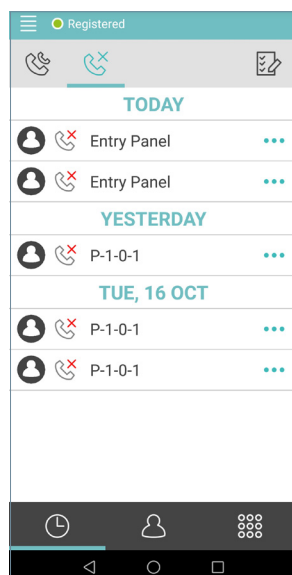 Registered
TODAY
Entry Panel
Entry Panel
YESTERDAY
P-1-0-1
TUE, 16 OCT
P-1-0-1
P-1-0-1